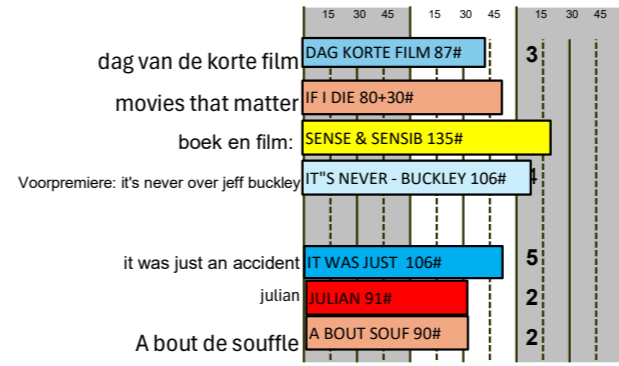 15 30 45 15 30 45 15 30 45
dag van de korte film DAG KORTE FILM 87# 3
movies that matter IF I DIE 80+30#
boek en film: SENSE & SENSIB 135#
Voorpremiere: it's never over jeff buckley IT"S NEVER - BUCKLEY 106# 4
it was just an accident IT WAS JUST  106# 5
julian JULIAN 91# 2
A bout de souffle A BOUT SOUF 90# 2